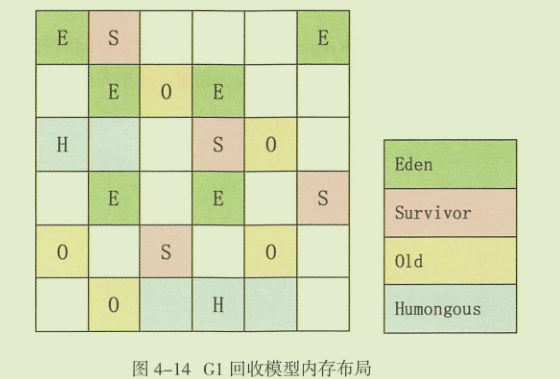 E S E
E O E
H S O
E E S
O S O
O H
Eden
Survivor
Old
Humongous
图 4-14 G1 回收模型内存布局